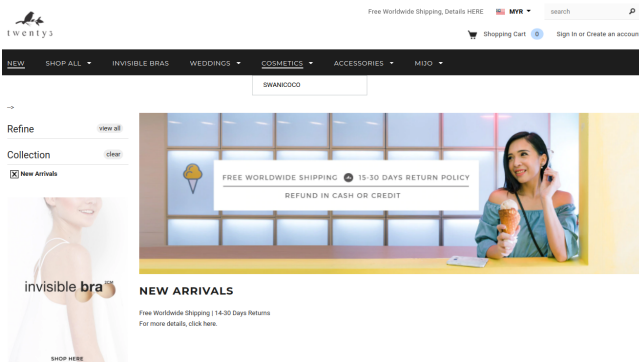 Free Worldwide Shipping, Details HERE
MYR
search
twenty3
Shopping Cart 0
Sign In or Create an accoun
NEW
SHOP ALL
INVISIBLE BRAS
WEDDINGS
COSMETICS
ACCESSORIES
MIJO
SWANICOCO
-->
Refine
view all
Collection
clear
New Arrivals
FREE WORLDWIDE SHIPPING 15-30 DAYS RETURN POLICY
REFUND IN CASH OR CREDIT
invisible bra
SHOP HERE
NEW ARRIVALS
Free Worldwide Shipping | 14-30 Days Returns
For more details, click here.